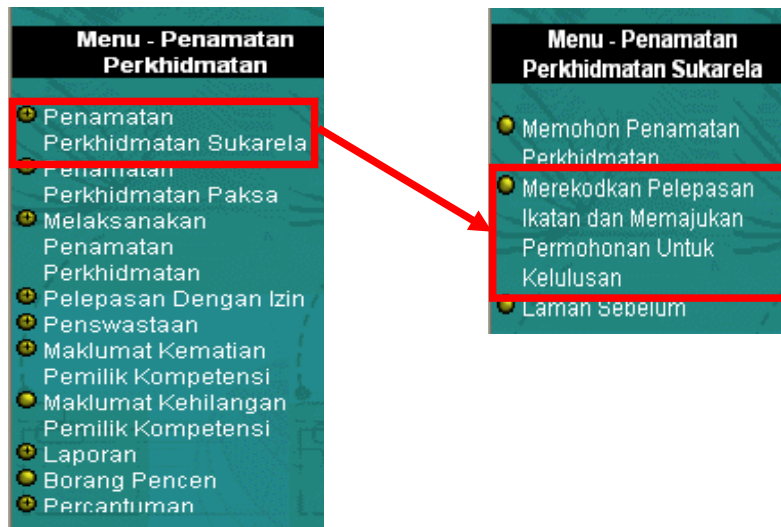 Menu - Penamatan
Perkhidmatan
Penamatan
Perkhidmatan Sukarela
Penamatan
Perkhidmatan Paksa
Melaksanakan
Penamatan
Perkhidmatan
Pelepasan Dengan Izin
Penswastaan
Maklumat Kematian
Pemilik Kompetensi
Maklumat Kehilangan
Pemilik Kompetensi
Laporan
Borang Pencen
Percantuman
Menu - Penamatan
Perkhidmatan Sukarela
Memohon Penamatan
Perkhidmatan
Merekodkan Pelepasan
Ikatan dan Memajukan
Permohonan Untuk
Kelulusan
Laman Sebelum